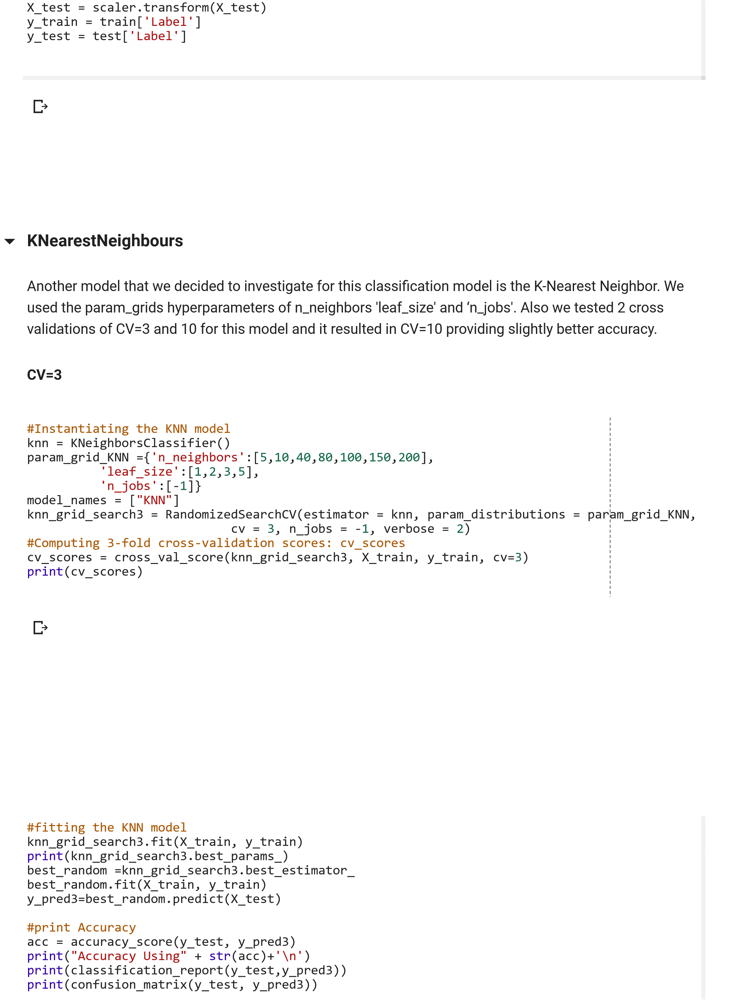 X_test = scaler.transform(X_test)
y_train = train['Label']
y_test = test['Label']
KNearestNeighbours
Another model that we decided to investigate for this classification model is the K-Nearest Neighbor. We
used the param_grids hyperparameters of n_neighbors 'leaf_size' and ‘n_jobs'. Also we tested 2 cross
validations of CV=3 and 10 for this model and it resulted in CV=10 providing slightly better accuracy.
CV=3
#Instantiating the KNN model
knn = KNeighborsClassifier()
param_grid_KNN ={'n_neighbors':[5,10,40,80,100,150,200],
          'leaf_size':[1,2,3,5],
          'n_jobs':[-1]}
model_names = ["KNN"]
knn_grid_search3 = RandomizedSearchCV(estimator = knn, param_distributions = param_grid_KNN,
                            cv = 3, n_jobs = -1, verbose = 2)
#Computing 3-fold cross-validation scores: cv_scores
cv_scores = cross_val_score(knn_grid_search3, X_train, y_train, cv=3)
print(cv_scores)
#fitting the KNN model
knn_grid_search3.fit(X_train, y_train)
print(knn_grid_search3.best_params_)
best_random =knn_grid_search3.best_estimator_
best_random.fit(X_train, y_train)
y_pred3=best_random.predict(X_test)
#print Accuracy
acc = accuracy_score(y_test, y_pred3)
print("Accuracy Using" + str(acc)+'\n')
print(classification_report(y_test,y_pred3))
print(confusion_matrix(y_test, y_pred3))